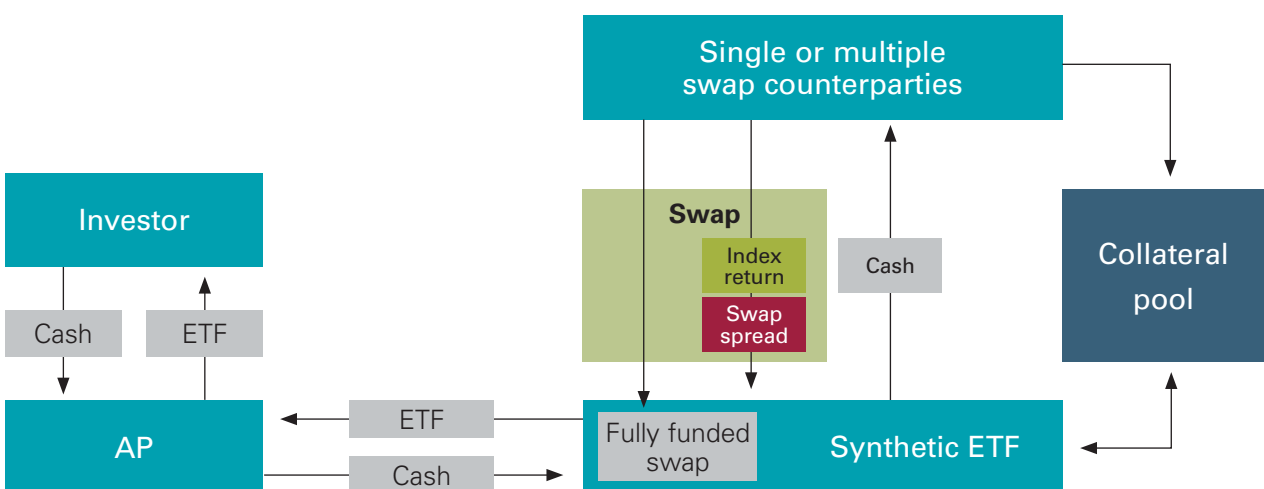 Single or multiple
swap counterparties
Investor
Swap
Index
return
Cash
Collateral
pool
Swap
spread
Cash
ETF
AP
ETF
Cash
Fully funded
swap
Synthetic ETF